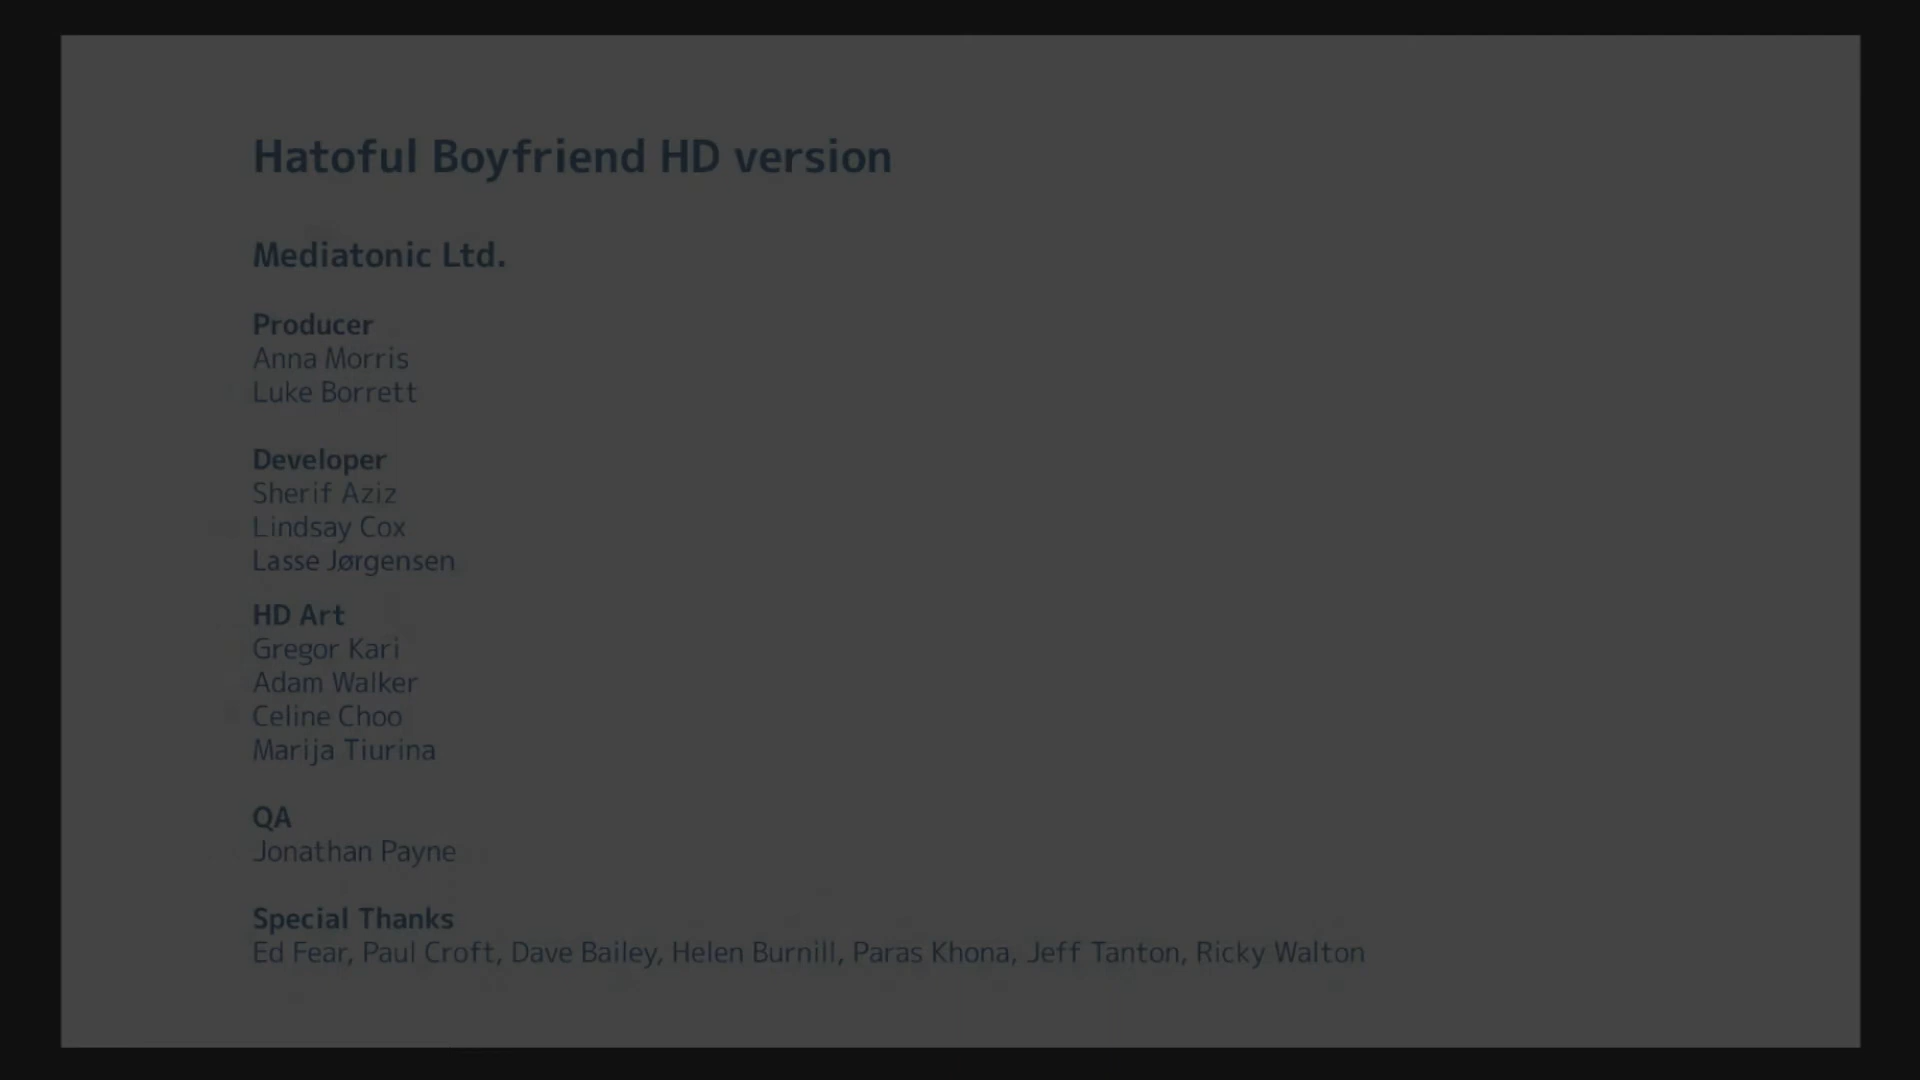 Hatoful Boyfriend HD version
Mediatonic Ltd.
Producer
Anna Morris
Luke Borrett
Developer
Sherif Aziz
Lindsay Cox
Lasse Jørgensen
HD Art
Gregor Kari
Adam Walker
Celine Choo
Marija Tiurina
QA
Jonathan Payne
Special Thanks
Ed Fear, Paul Croft, Dave Bailey, Helen Burnill, Paras Khona, Jeff Tanton, Ricky Walton